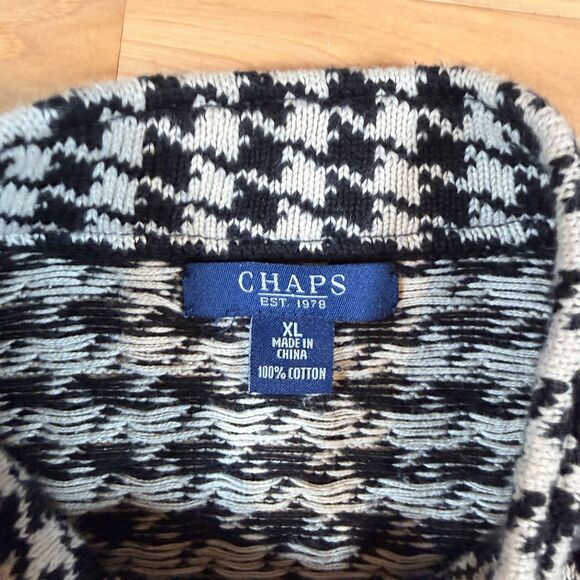 CHAPS
EST. 1978
XL
MADE IN
CHINA
100% COTTON